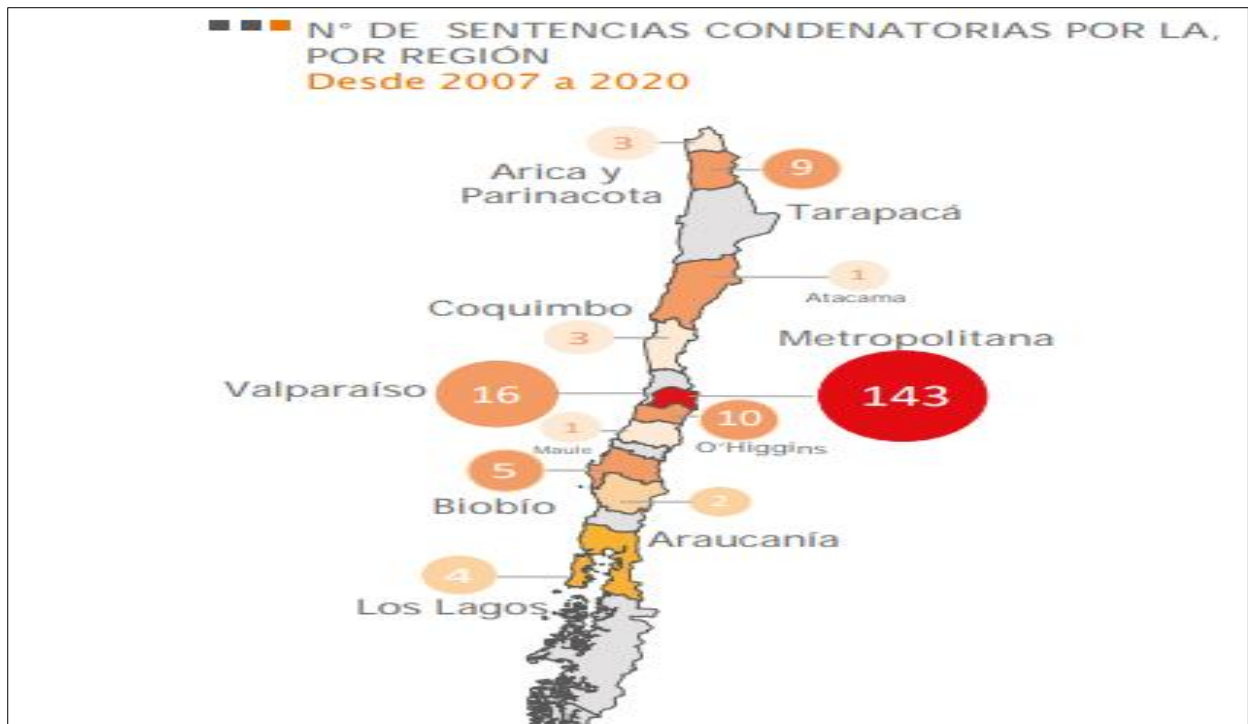 N° DE SENTENCIAS CONDENATORIAS POR LA,
POR REGIÓN
Desde 2007 a 2020
3
Arica y
Parinacota
9
Tarapacá
1
Atacama
Coquimbo
3
Metropolitana
143
Valparaíso
16
10
O'Higgins
1
Maule
5
Biobío
2
Araucanía
4
Los Lagos